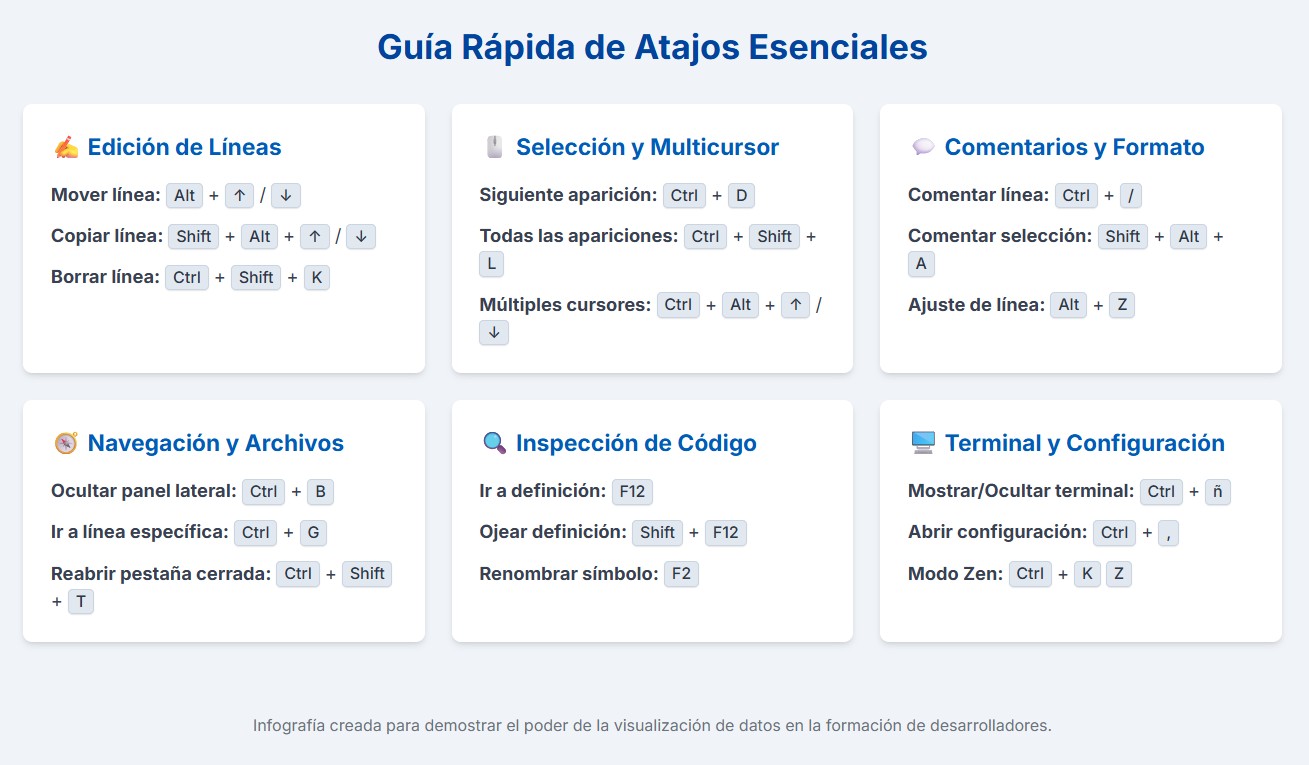 Guía Rápida de Atajos Esenciales
✍️ Edición de Líneas
Mover línea: Alt + ↑ / ↓
Copiar línea: Shift + Alt + ↑ / ↓
Borrar línea: Ctrl + Shift + K
🖱️ Selección y Multicursor
Siguiente aparición: Ctrl + D
Todas las apariciones: Ctrl + Shift +
L
Múltiples cursores: Ctrl + Alt + ↑ /
↓
💬 Comentarios y Formato
Comentar línea: Ctrl + /
Comentar selección: Shift + Alt +
A
Ajuste de línea: Alt + Z
🧭 Navegación y Archivos
Ocultar panel lateral: Ctrl + B
Ir a línea específica: Ctrl + G
Reabrir pestaña cerrada: Ctrl + Shift
+ T
🔍 Inspección de Código
Ir a definición: F12
Ojear definición: Shift + F12
Renombrar símbolo: F2
🖥️ Terminal y Configuración
Mostrar/Ocultar terminal: Ctrl + ñ
Abrir configuración: Ctrl + ,
Modo Zen: Ctrl + K Z
Infografía creada para demostrar el poder de la visualización de datos en la formación de desarrolladores.